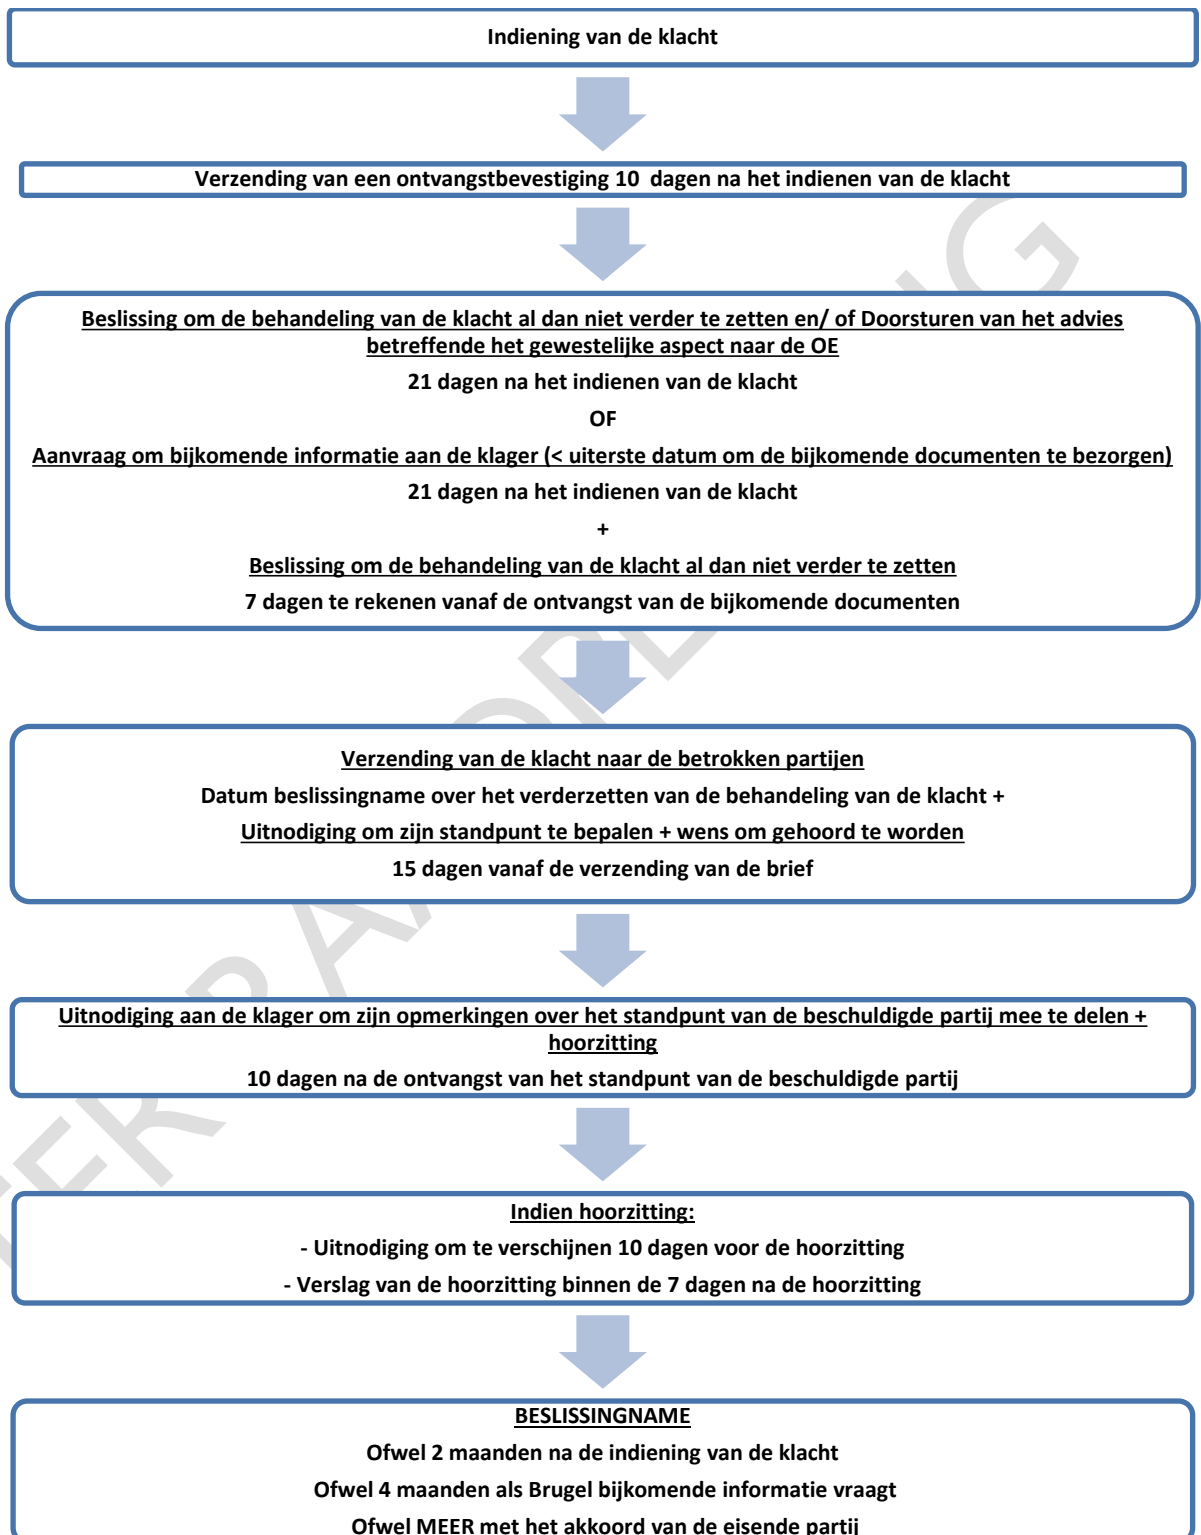 Indiening van de klacht
Verzending van een ontvangstbevestiging 10 dagen na het indienen van de klacht
Beslissing om de behandeling van de klacht al dan niet verder te zetten en/ of Doorsturen van het advies
betreffende het gewestelijke aspect naar de OE
21 dagen na het indienen van de klacht
OF
Aanvraag om bijkomende informatie aan de klager (< uiterste datum om de bijkomende documenten te bezorgen)
21 dagen na het indienen van de klacht
+
Beslissing om de behandeling van de klacht al dan niet verder te zetten
7 dagen te rekenen vanaf de ontvangst van de bijkomende documenten
Verzending van de klacht naar de betrokken partijen
Datum beslissingname over het verderzetten van de behandeling van de klacht +
Uitnodiging om zijn standpunt te bepalen + wens om gehoord te worden
15 dagen vanaf de verzending van de brief
Uitnodiging aan de klager om zijn opmerkingen over het standpunt van de beschuldigde partij mee te delen +
hoorzitting
10 dagen na de ontvangst van het standpunt van de beschuldigde partij
Indien hoorzitting:
- Uitnodiging om te verschijnen 10 dagen voor de hoorzitting
- Verslag van de hoorzitting binnen de 7 dagen na de hoorzitting
BESLISSINGNAME
Ofwel 2 maanden na de indiening van de klacht
Ofwel 4 maanden als Brugel bijkomende informatie vraagt
Ofwel MEER met het akkoord van de eisende partij